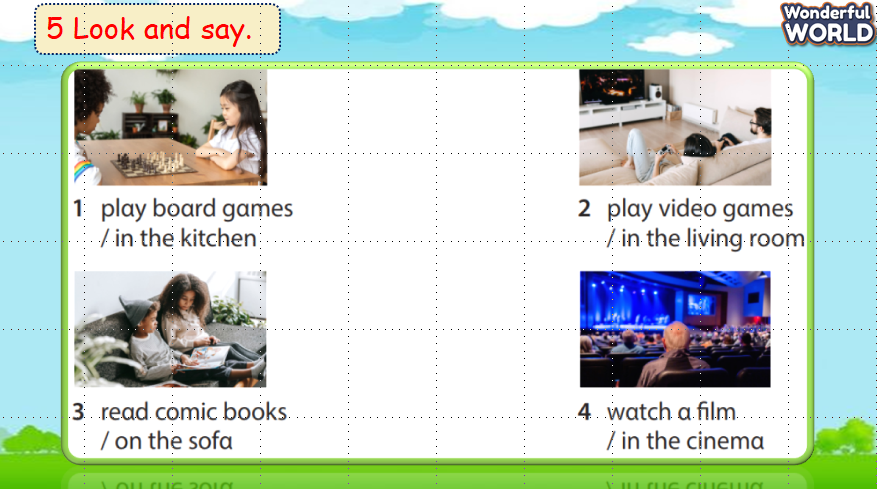 5 Look and say.
Wonderful
WORLD
1 play board games
/ in the kitchen
2 play video games
/ in the living room
3 read comic books
/ on the sofa
4 watch a film
/ in the cinema